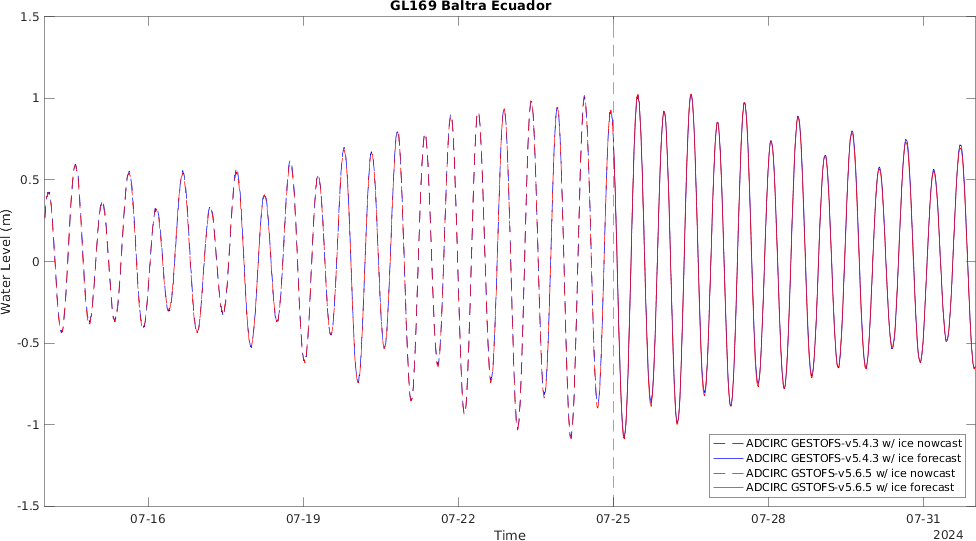 GL169 Baltra Ecuador
1.5
1
0.5
0
-0.5
-1
-1.5
Water Level (m)
07-16
07-19
07-22
07-25
07-28
07-31
Time
2024
ADCIRC GESTOFS-v5.4.3 w/ ice nowcast
ADCIRC GESTOFS-v5.4.3 w/ ice forecast
ADCIRC GSTOFS-v5.6.5 w/ ice nowcast
ADCIRC GSTOFS-v5.6.5 w/ ice forecast